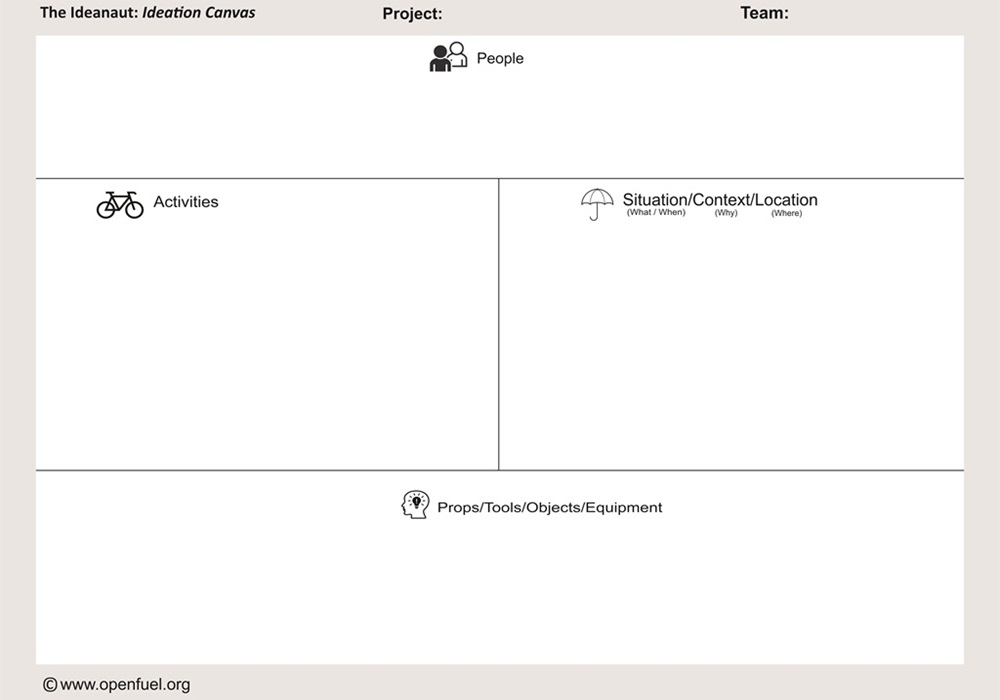 The Ideanaut: Ideation Canvas
Project:
Team:
People
Activities
Situation/Context/Location
(What / When) (Why) (Where)
Props/Tools/Objects/Equipment
©www.openfuel.org